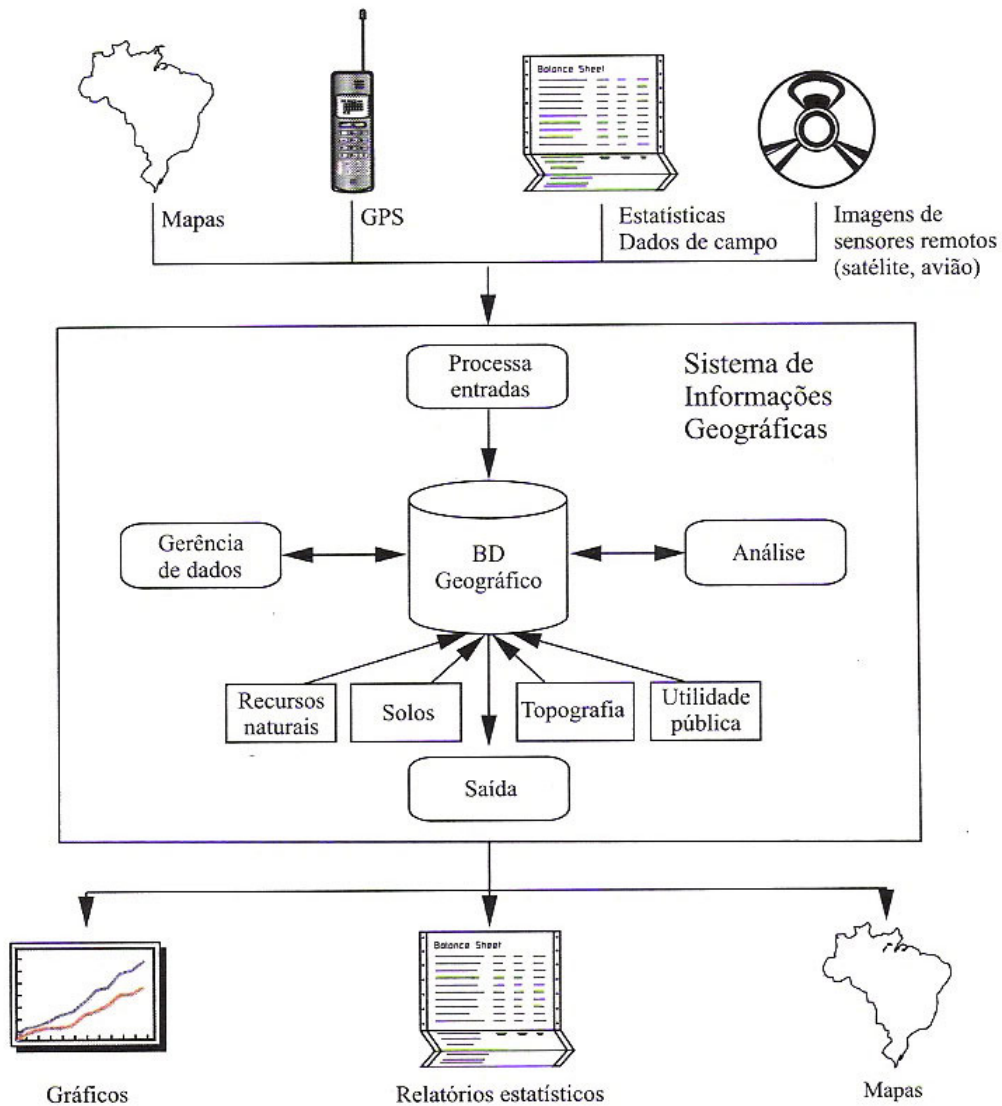 Balance Sheet
Mapas
GPS
Estatísticas
Dados de campo
Imagens de
sensores remotos
(satélite, avião)
Processa
entradas
Sistema de
Informações
Geográficas
Gerência
de dados
BD
Geográfico
Análise
Recursos
naturais
Solos
Topografia
Utilidade
pública
Saída
Balance Sheet
Gráficos
Relatórios estatísticos
Mapas